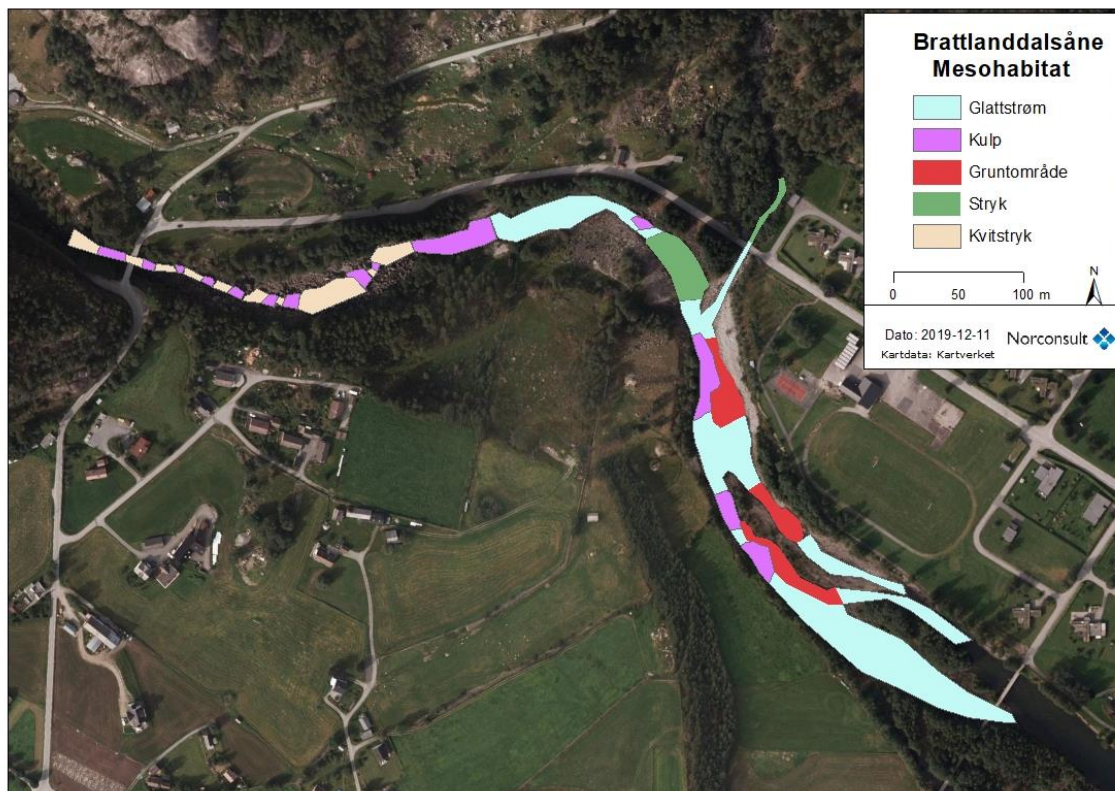 Brattlanddalsåne
Mesohabitat
Glattstrøm
Kulp
Gruntområde
Stryk
Kvitstryk
N
0 50 100 m
Dato: 2019-12-11 Norconsult
Kartdata: Kartverket